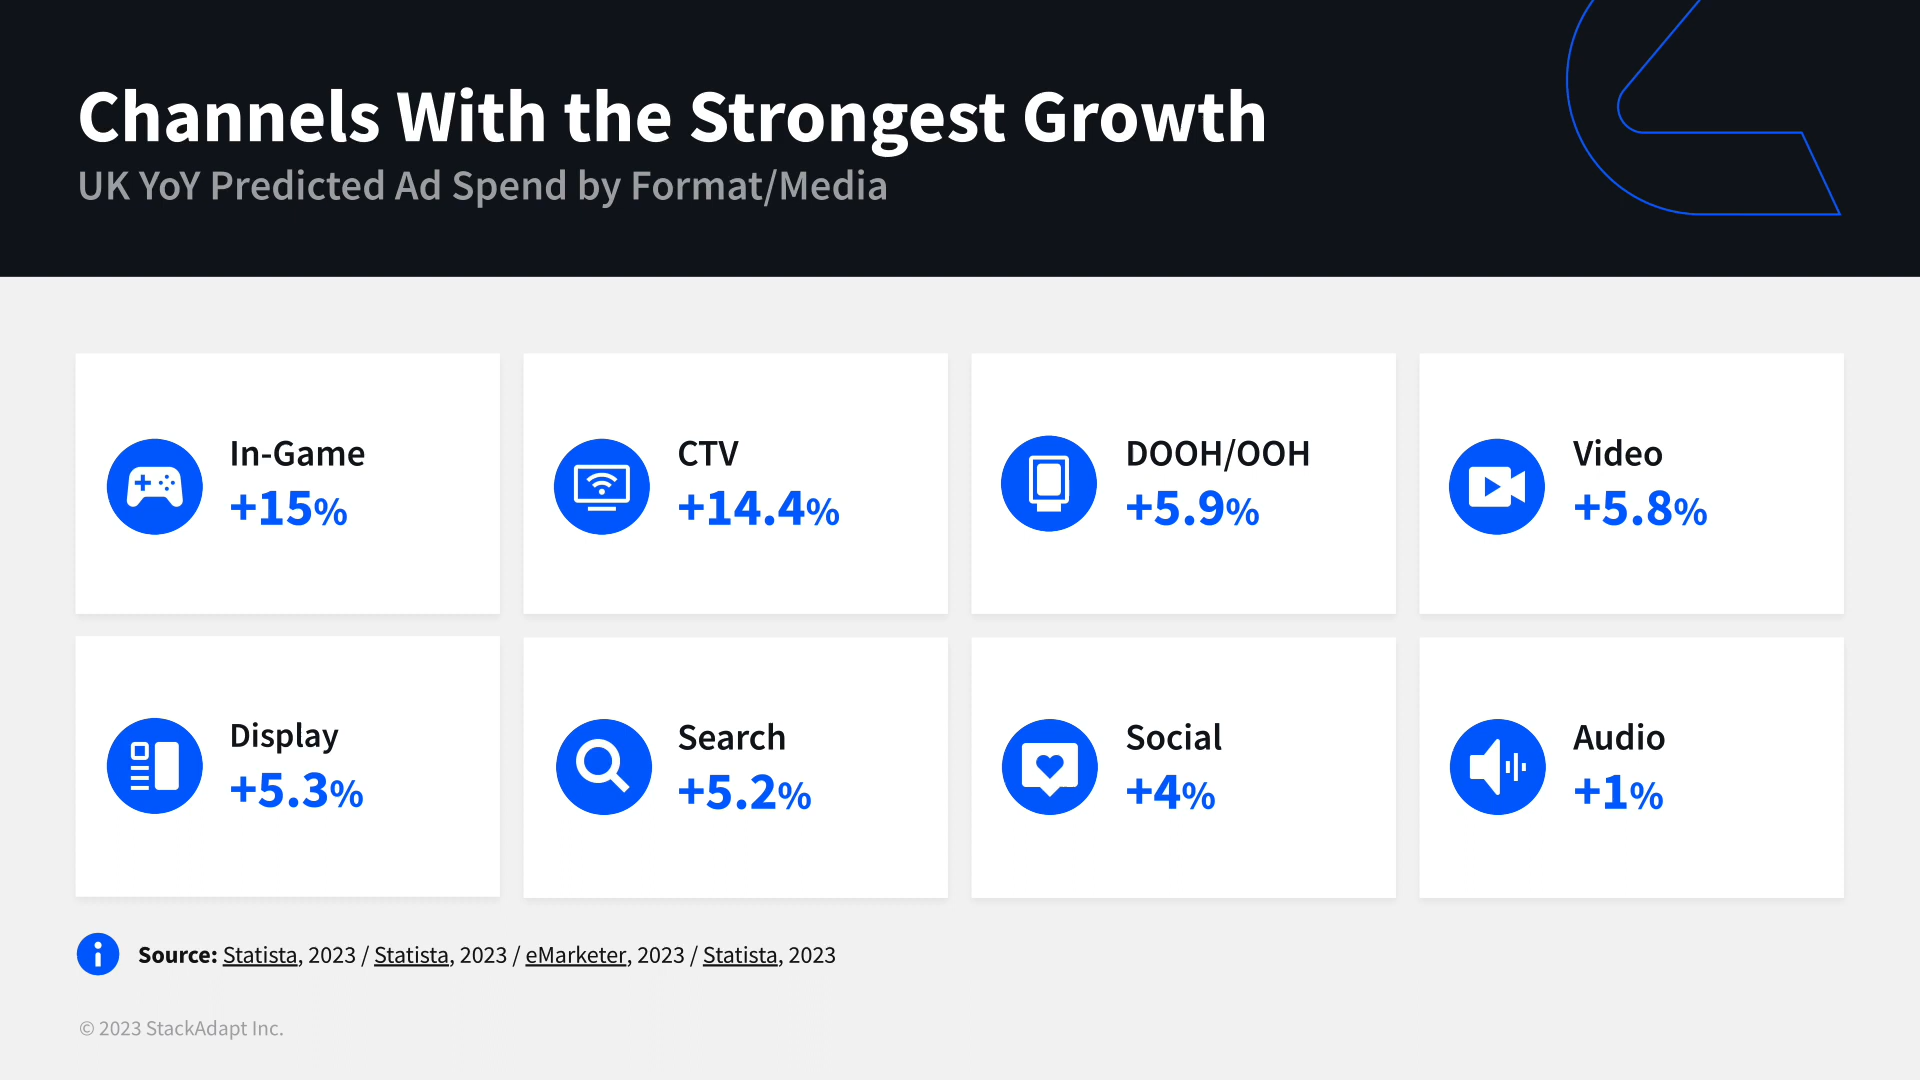 Channels With the Strongest Growth
UK YoY Predicted Ad Spend by Format/Media
In-Game
+15%
CTV
+14.4%
DOOH/OOH
+5.9%
Video
+5.8%
Display
+5.3%
Search
+5.2%
Social
+4%
Audio
+1%
Source: Statista, 2023 / Statista, 2023 / eMarketer, 2023 / Statista, 2023
© 2023 StackAdapt Inc.